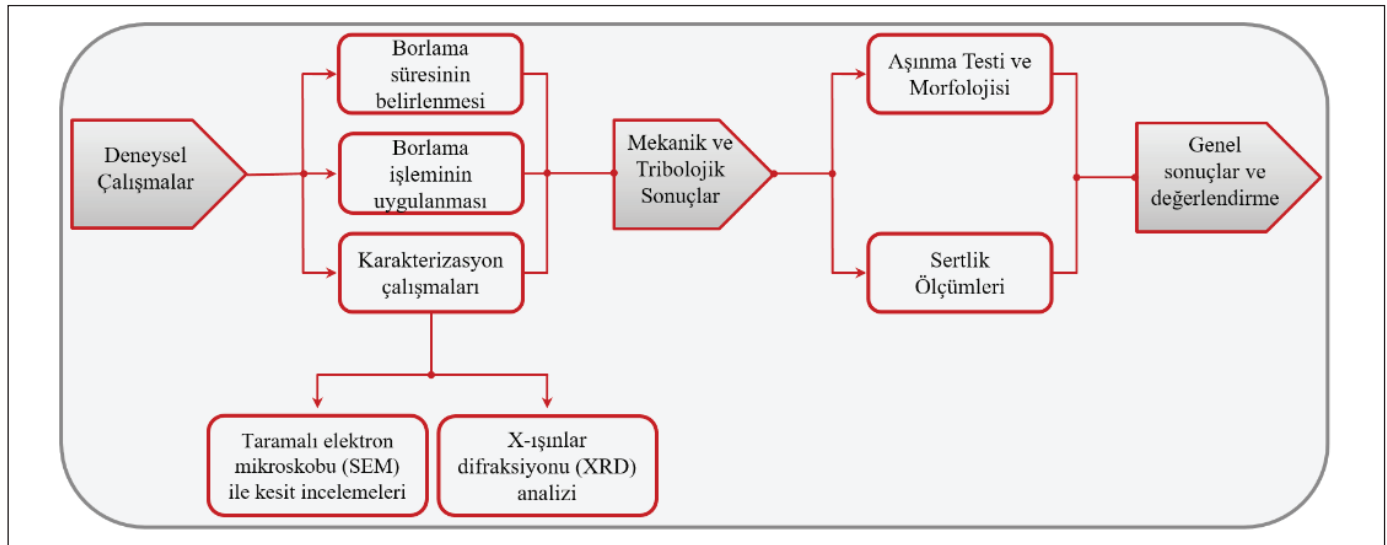 Deneysel
Çalışmalar
Borlama
süresinin
belirlenmesi
Borlama
işleminin
uygulanması
Karakterizasyon
çalışmaları
Taramalı elektron
mikroskobu (SEM)
ile kesit incelemeleri
X-ışınlar
difraksiyonu (XRD)
analizi
Mekanik ve
Tribolojik
Sonuçlar
Aşınma Testi ve
Morfolojisi
Sertlik
Ölçümleri
Genel
sonuçlar ve
değerlendirme